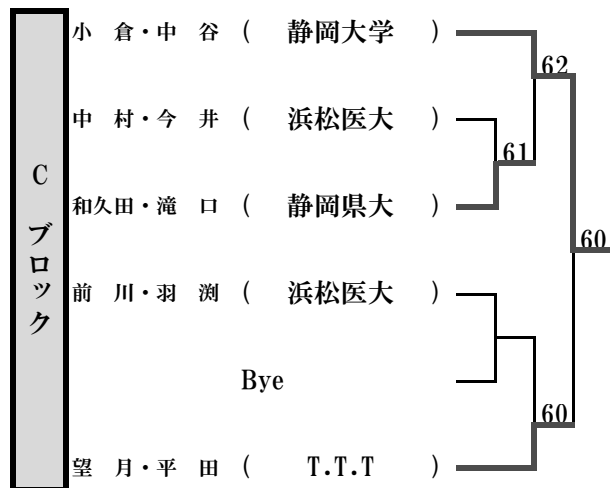 Cブロック
小 倉・中 谷 ( 静岡大学 )
62
中 村・今 井 ( 浜松医大 )
61
和久田・滝 口 ( 静岡県大 )
60
前 川・羽 渕 ( 浜松医大 )
Bye
60
望 月・平 田 ( T.T.T )